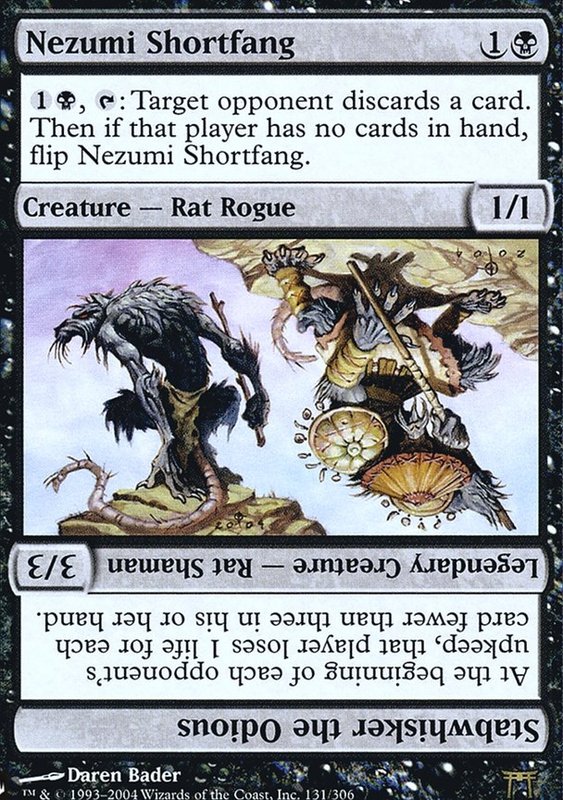 Nezumi Shortfang 1
1, : Target opponent discards a card.
Then if that player has no cards in hand,
flip Nezumi Shortfang.
Creature — Rat Rogue 1/1
2004
2004
Stabwhisker the Odious
At the beginning of each opponent's
upkeep, that player loses 1 life for each
card fewer than three in his or her hand.
Legendary Creature — Rat Shaman 3/3
Daren Bader
™ & © 1993–2004 Wizards of the Coast, Inc. 131/306